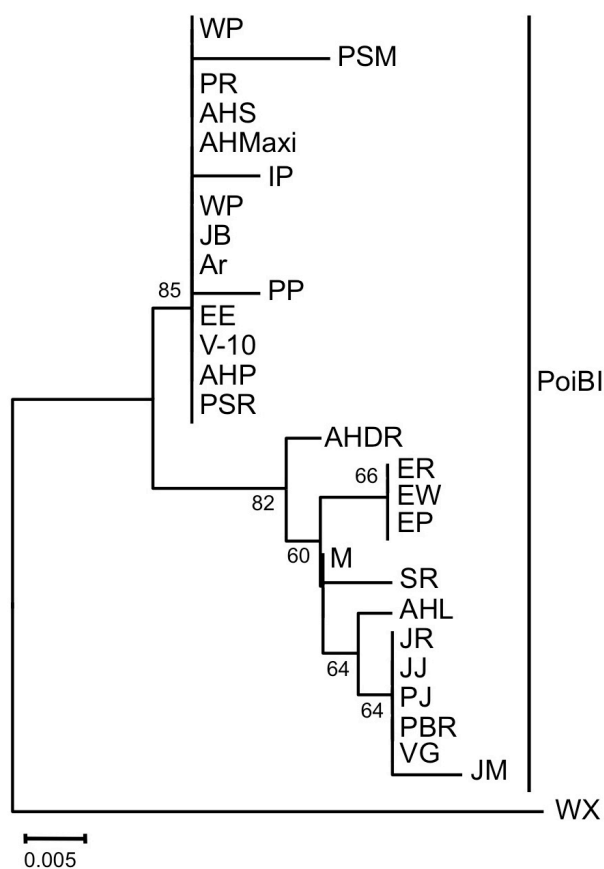 WP
PSM
PR
AHS
AHMaxi
IP
WP
JB
Ar
PP
85
EE
V-10
AHP
PSR
PoiBI
AHDR
66
ER
EW
EP
82
60
M
SR
AHL
64
JR
JJ
PJ
64
PBR
VG
JM
WX
0.005